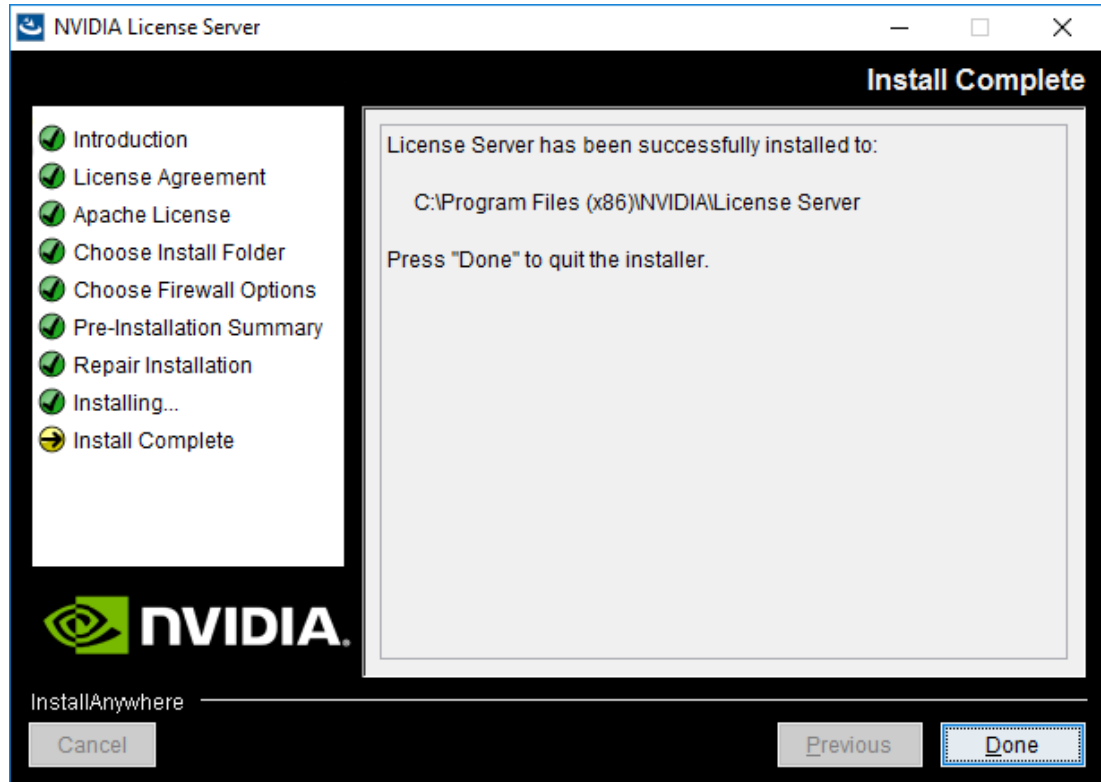 NVIDIA License Server
Install Complete
Introduction
License Agreement
Apache License
Choose Install Folder
Choose Firewall Options
Pre-Installation Summary
Repair Installation
Installing...
Install Complete
License Server has been successfully installed to:
C:\Program Files (x86)\NVIDIA\License Server
Press "Done" to quit the installer.
NVIDIA.
InstallAnywhere
Cancel
Previous
Done